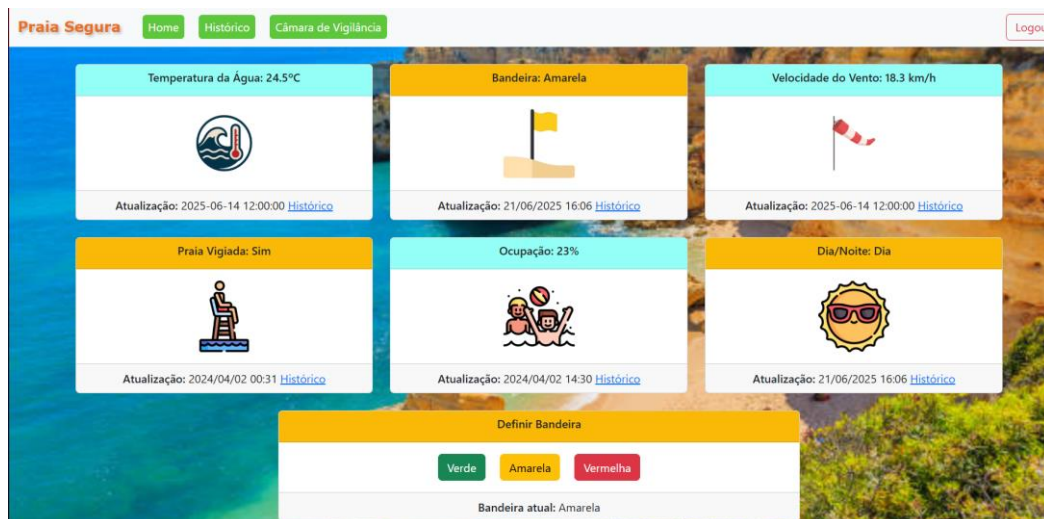 Praia Segura Home Histórico Câmara de Vigilância Logou
Temperatura da Água: 24.5ºC
Atualização: 2025-06-14 12:00:00 Histórico
Bandeira: Amarela
Atualização: 21/06/2025 16:06 Histórico
Velocidade do Vento: 18.3 km/h
Atualização: 2025-06-14 12:00:00 Histórico
Praia Vigiada: Sim
Atualização: 2024/04/02 00:31 Histórico
Ocupação: 23%
Atualização: 2024/04/02 14:30 Histórico
Dia/Noite: Dia
Atualização: 21/06/2025 16:06 Histórico
Definir Bandeira
Verde Amarela Vermelha
Bandeira atual: Amarela